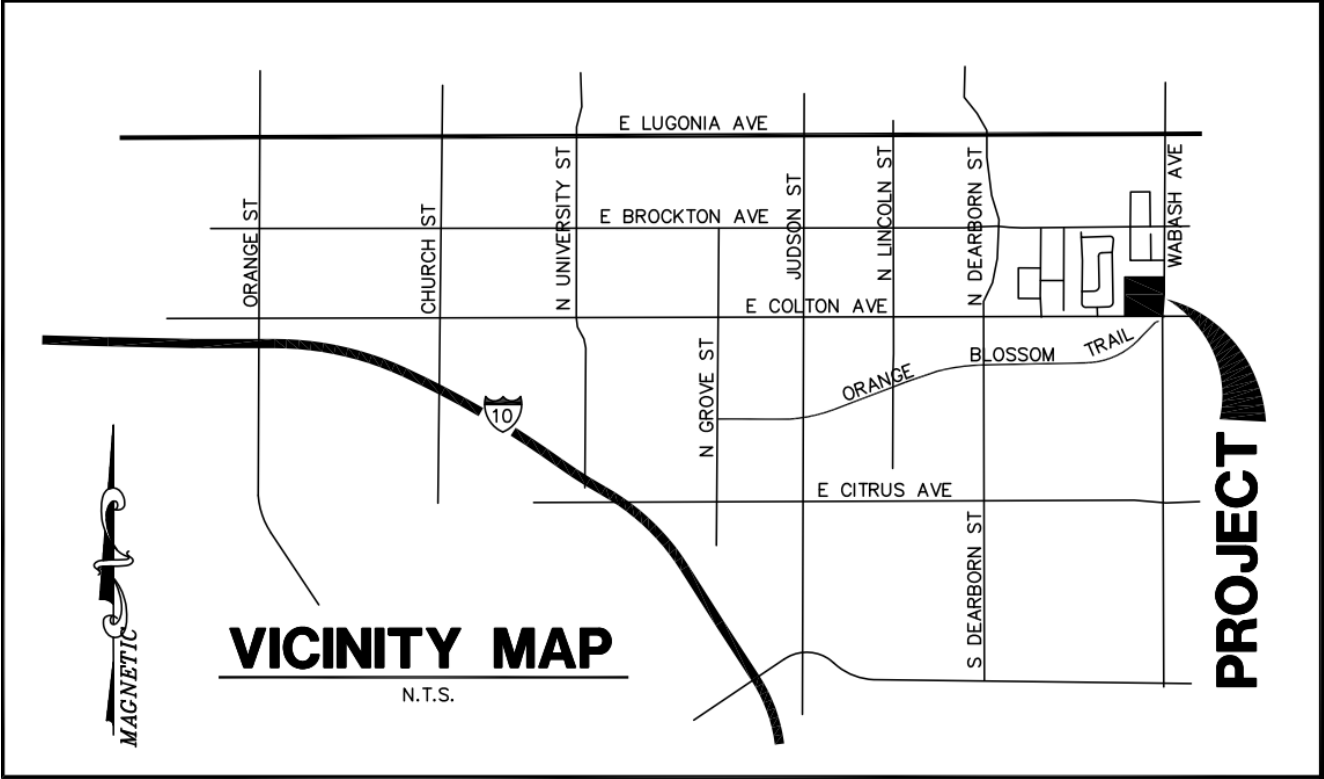 E LUGONIA AVE
ORANGE ST
CHURCH ST
N UNIVERSITY ST
E BROCKTON AVE
JUDSON ST
N LINCOLN ST
N DEARBORN ST
WABASH AVE
E COLTON AVE
N GROVE ST
ORANGE BLOSSOM TRAIL
10
E CITRUS AVE
S DEARBORN ST
PROJECT
MAGNETIC
VICINITY MAP
N.T.S.